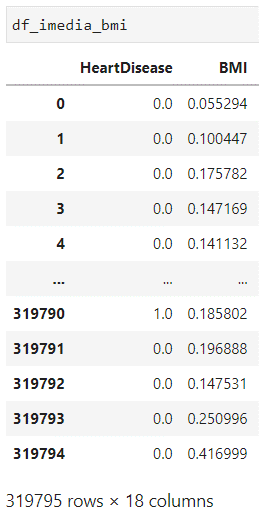 df_imedia_bmi
HeartDisease BMI
0 0.0 0.055294
1 0.0 0.100447
2 0.0 0.175782
3 0.0 0.147169
4 0.0 0.141132
... ... ...
319790 1.0 0.185802
319791 0.0 0.196888
319792 0.0 0.147531
319793 0.0 0.250996
319794 0.0 0.416999
319795 rows × 18 columns